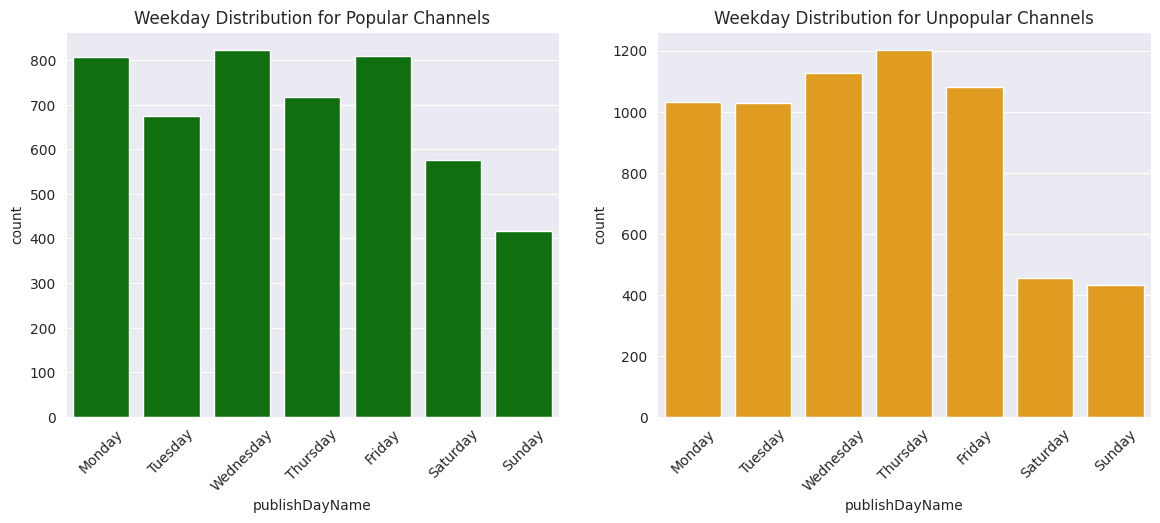 Weekday Distribution for Popular Channels
800
700
600
500
400
300
200
100
0
count
Monday
Tuesday
Wednesday
Thursday
Friday
Saturday
Sunday
publishDayName
Weekday Distribution for Unpopular Channels
1200
1000
800
600
400
200
0
count
Monday
Tuesday
Wednesday
Thursday
Friday
Saturday
Sunday
publishDayName